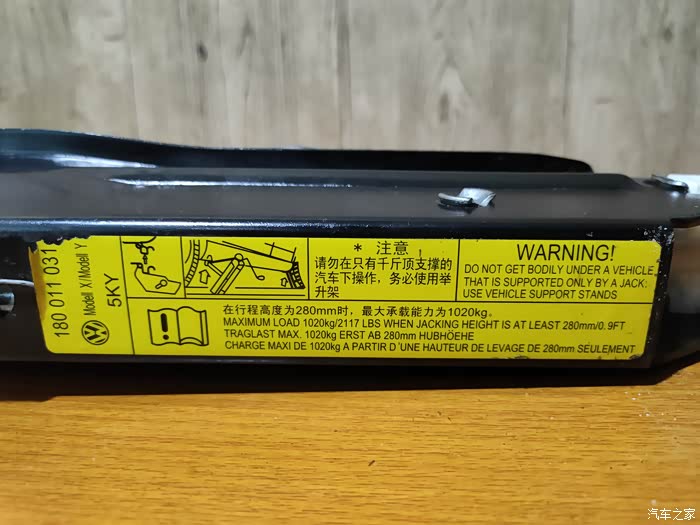 180 011 031
Modell X/Modell Y
5KY
* 注意
请勿在只有千斤顶支撑的
汽车下操作，务必使用举
升架
WARNING!
DO NOT GET BODILY UNDER A VEHICLE
THAT IS SUPPORTED ONLY BY A JACK:
USE VEHICLE SUPPORT STANDS
在行程高度为280mm时，最大承载能力为1020kg。
MAXIMUM LOAD 1020kg/2117 LBS WHEN JACKING HEIGHT IS AT LEAST 280mm/0.9FT
TRAGLAST MAX. 1020kg ERST AB 280mm HUBHÖEHE
CHARGE MAXI DE 1020kg A PARTIR D'UNE HAUTEUR DE LEVAGE DE 280mm SEULEMENT
汽车之家